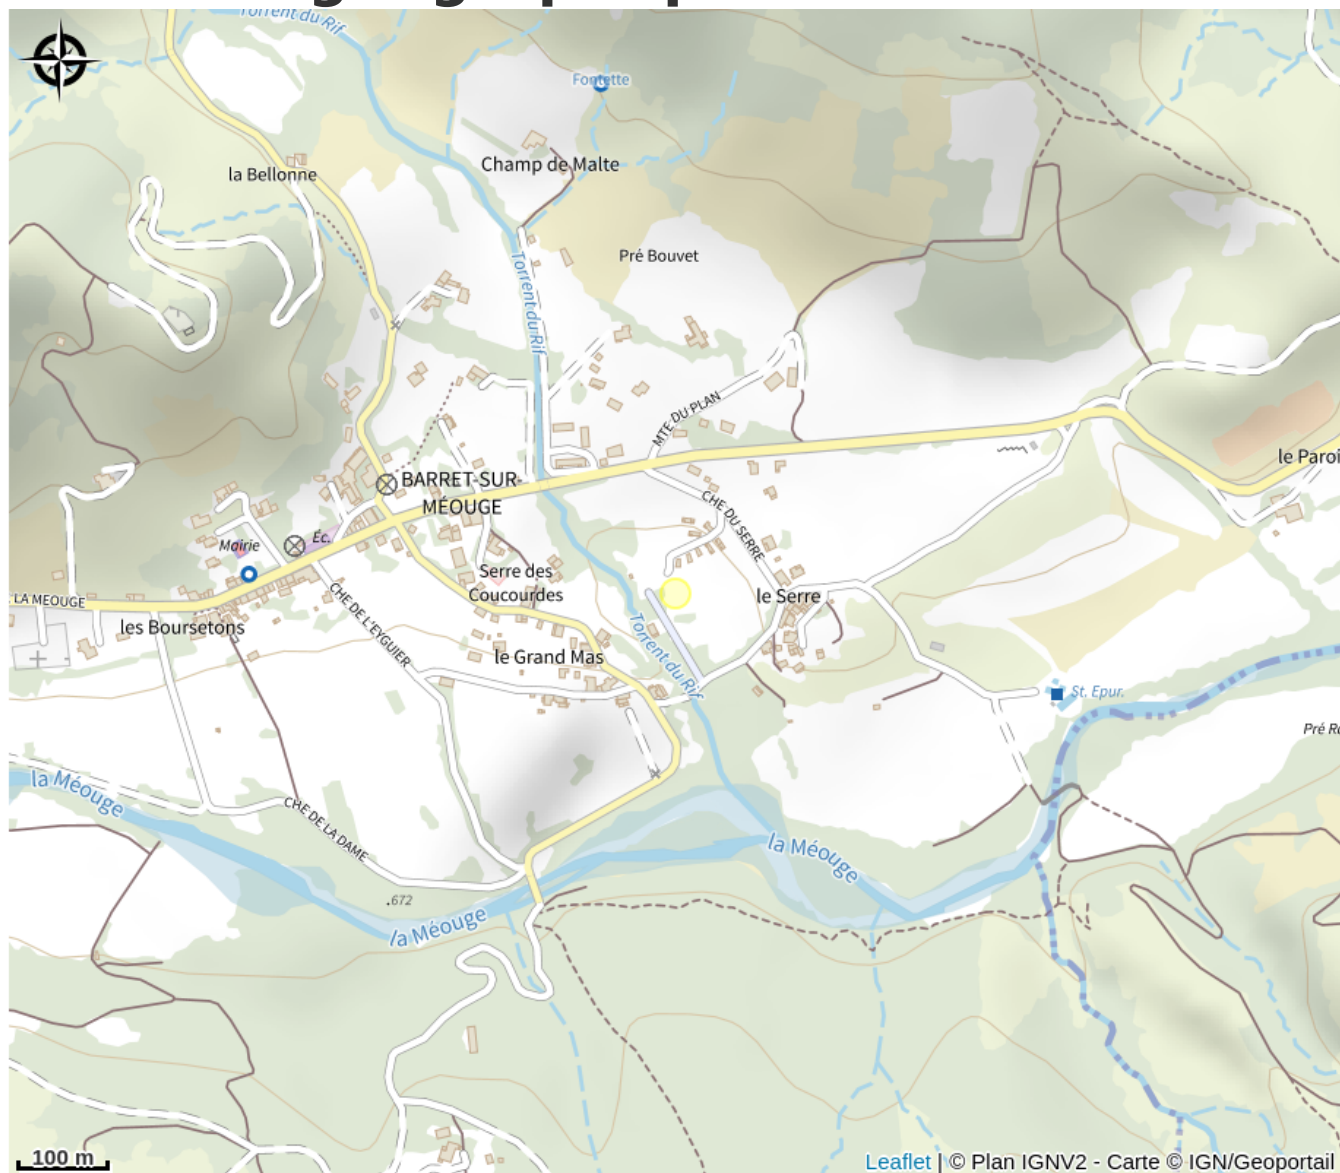 Torrent du Rif
Fontette
Champ de Malte
la Bellonne
Pré Bouvet
Torrent du Rif
MTE DU PLAN
le Paroi
BARRET-SUR-
MÉOUGE
CHE DU SERRE
Éc.
Mairie
Serre des
Coucourdes
le Serre
LA MEOUGE
les Boursetons
CHE DE L'EYGUIER
le Grand Mas
Torrent du Rif
St. Epur.
Pré R
la Méouge
CHE DE LA DAME
la Méouge
.672
la Méouge
100 m
Leaflet | © Plan IGNV2 - Carte © IGN/Geoportail